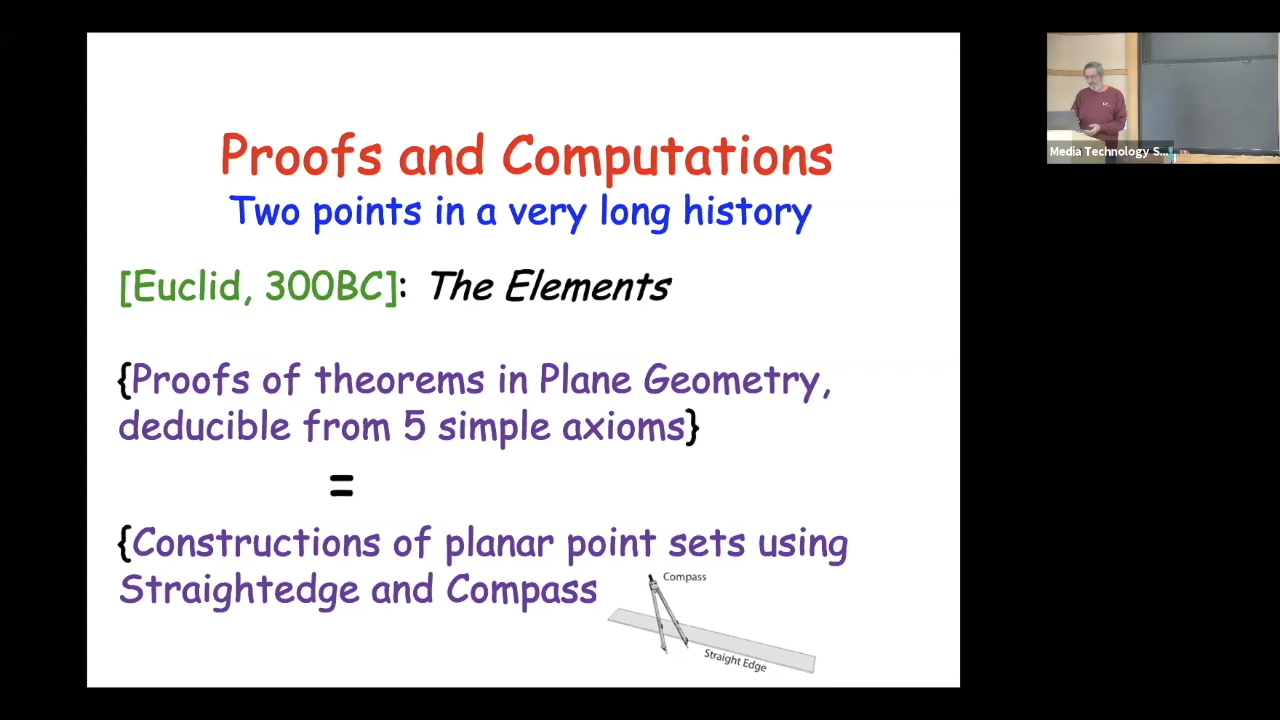 Proofs and Computations
Two points in a very long history
[Euclid, 300BC]: The Elements
{Proofs of theorems in Plane Geometry,
deducible from 5 simple axioms}
=
{Constructions of planar point sets using
Straightedge and Compass
Compass
Straight Edge
Media Technology S...